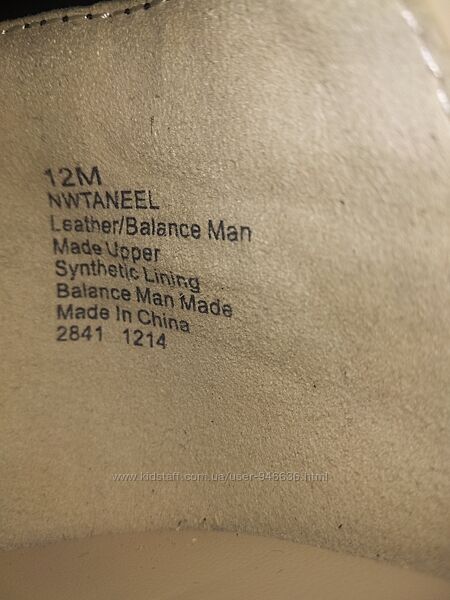 12M
NWTANEEL
Leather/Balance Man
Made Upper
Synthetic Lining
Balance Man Made
Made In China
2841 1214
www.kidstaff.com.ua/user-946636.html